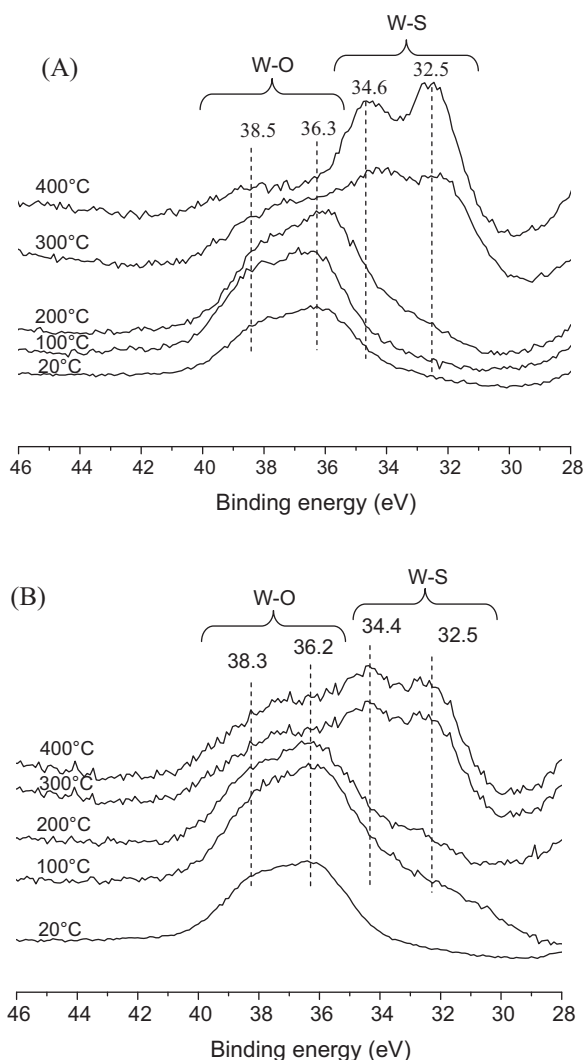 (A)
W-S
W-O
34.6 32.5
38.5 36.3
400°C
300°C
200°C
100°C
20°C
46 44 42 40 38 36 34 32 30 28
Binding energy (eV)
(B)
W-S
W-O
34.4 32.5
38.3 36.2
400°C
300°C
200°C
100°C
20°C
46 44 42 40 38 36 34 32 30 28
Binding energy (eV)